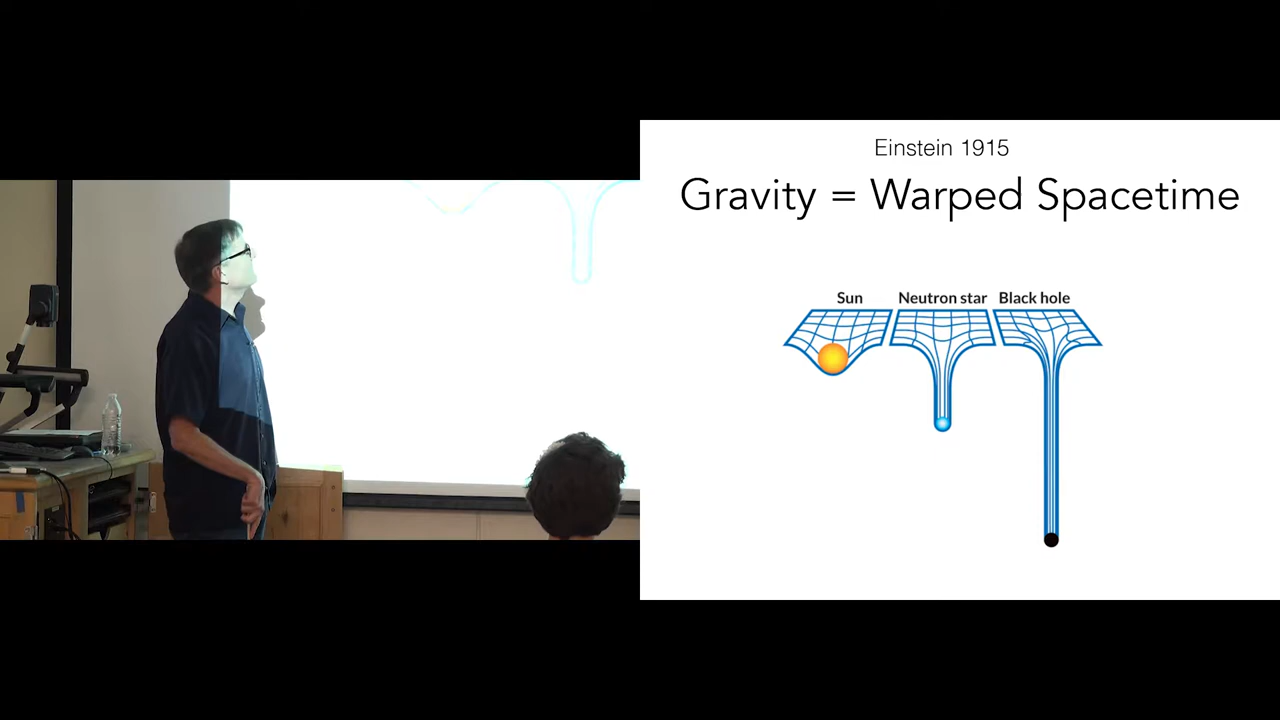 Einstein 1915
Gravity = Warped Spacetime
Sun Neutron star Black hole